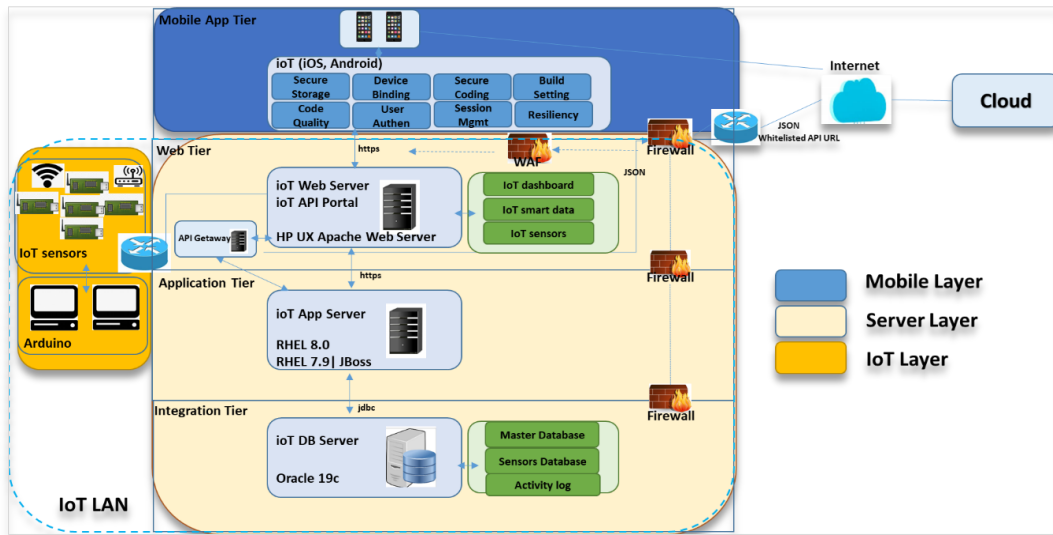 Mobile App Tier
ioT (iOS, Android)
Secure
Storage
Device
Binding
Secure
Coding
Build
Setting
Code
Quality
User
Authen
Session
Mgmt
Resiliency
Internet
Cloud
JSON
Whitelisted API URL
Web Tier
https
WAF
Firewall
JSON
ioT Web Server
ioT API Portal
HP UX Apache Web Server
IoT dashboard
IoT smart data
IoT sensors
API Getaway
IoT sensors
Arduino
https
Firewall
Application Tier
ioT App Server
RHEL 8.0
RHEL 7.9| JBoss
Mobile Layer
Server Layer
IoT Layer
jdbc
Firewall
Integration Tier
ioT DB Server
Oracle 19c
Master Database
Sensors Database
Activity log
IoT LAN